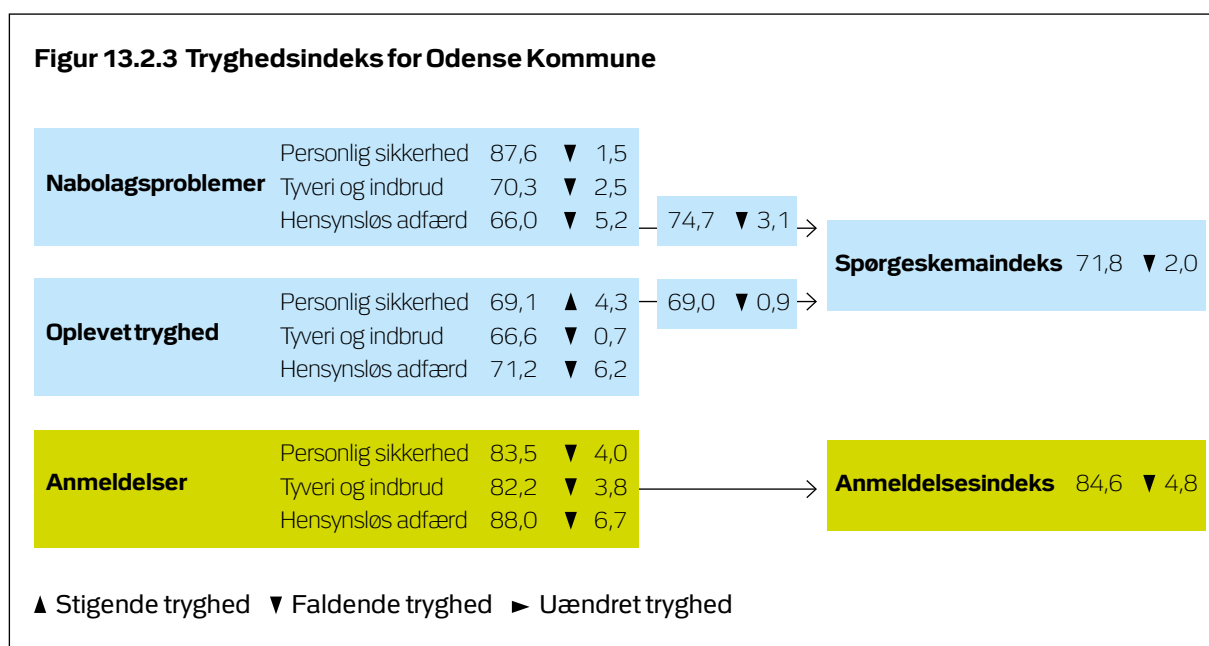 Figur 13.2.3 Tryghedsindeks for Odense Kommune
Nabolagsproblemer
Personlig sikkerhed 87,6 ▼ 1,5
Tyveri og indbrud 70,3 ▼ 2,5
Hensynsløs adfærd 66,0 ▼ 5,2
74,7 ▼ 3,1
Oplevet tryghed
Personlig sikkerhed 69,1 ▲ 4,3
Tyveri og indbrud 66,6 ▼ 0,7
Hensynsløs adfærd 71,2 ▼ 6,2
69,0 ▼ 0,9
Spørgeskemaindeks 71,8 ▼ 2,0
Anmeldelser
Personlig sikkerhed 83,5 ▼ 4,0
Tyveri og indbrud 82,2 ▼ 3,8
Hensynsløs adfærd 88,0 ▼ 6,7
Anmeldelsesindeks 84,6 ▼ 4,8
▲ Stigende tryghed ▼ Faldende tryghed ► Uændret tryghed